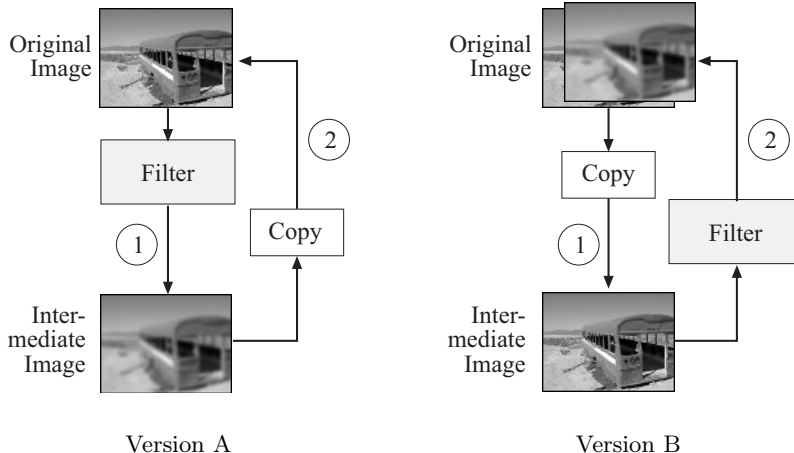 Original
Image
Filter
1
2
Copy
Inter-
mediate
Image
Version A
Original
Image
Copy
1
2
Filter
Inter-
mediate
Image
Version B